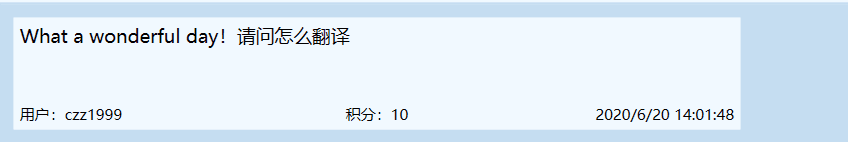 What a wonderful day！请问怎么翻译
用户：czz1999 积分：10 2020/6/20 14:01:48